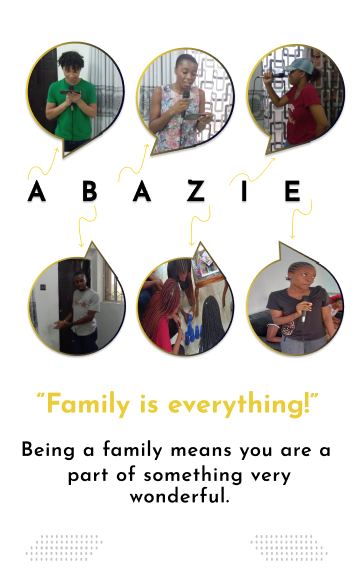 A B A Z I E
“Family is everything!”
Being a family means you are a
part of something very
wonderful.